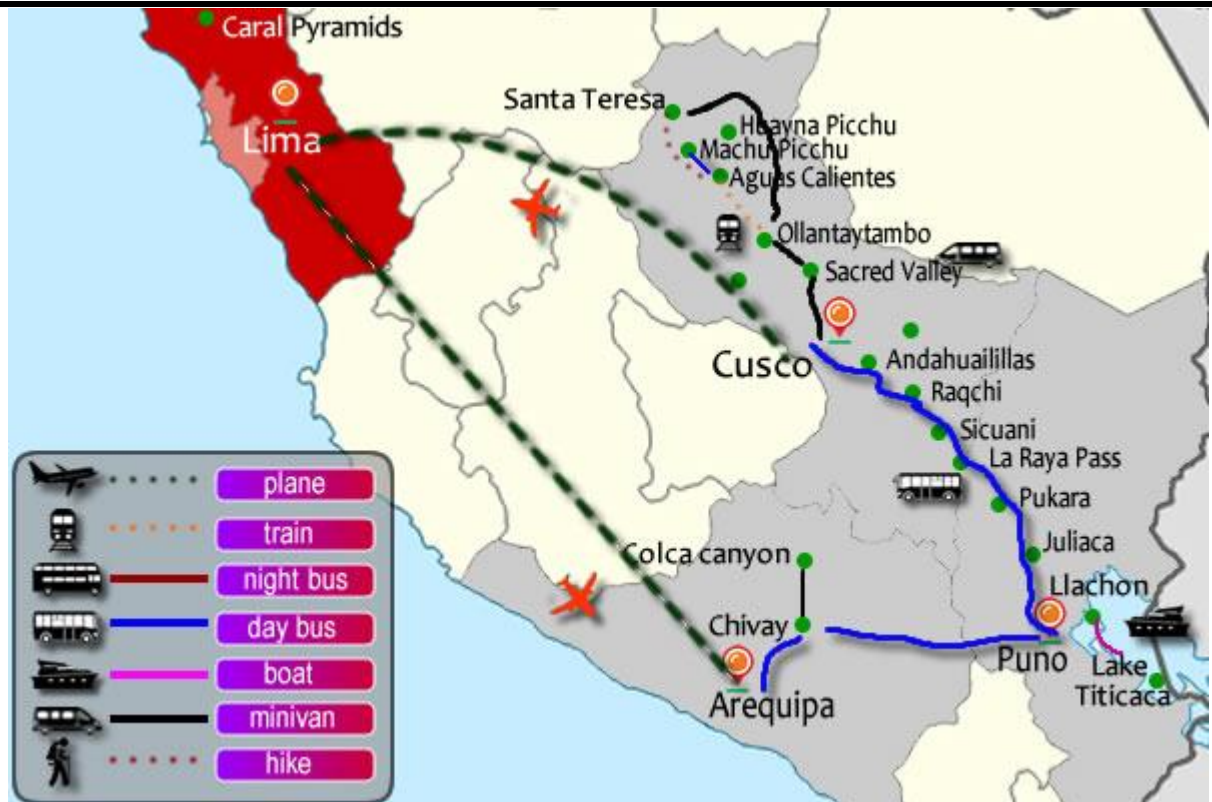 Caral Pyramids
Lima
Santa Teresa
Huayna Picchu
Machu Picchu
Aguas Calientes
Ollantaytambo
Sacred Valley
Cusco
Andahuailillas
Raqchi
Sicuani
La Raya Pass
Pukara
Juliaca
Colca canyon
Llachon
Chivay
Puno
Lake
Titicaca
Arequipa
plane
train
night bus
day bus
boat
minivan
hike